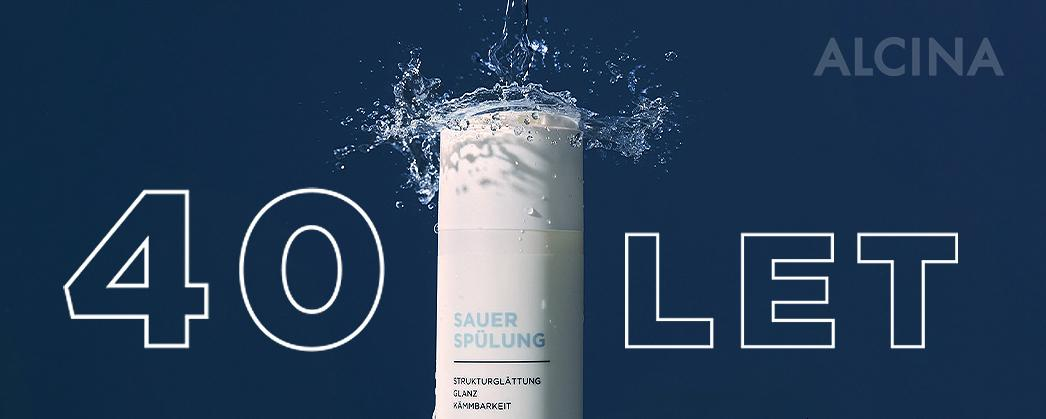 ALCINA
40 LET
SAUER
SPÜLUNG
STRUKTURGLÄTTUNG
GLANZ
KÄMMBARKEIT